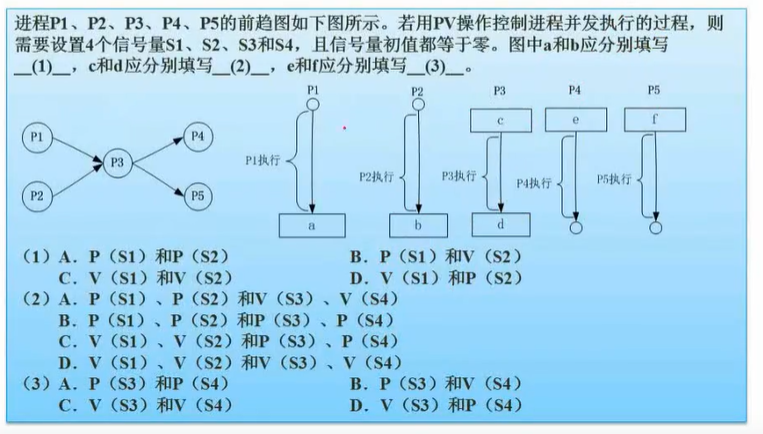 进程P1、P2、P3、P4、P5的前趋图如下图所示。若用PV操作控制进程并发执行的过程，则
需要设置4个信号量S1、S2、S3和S4，且信号量初值都等于零。图中a和b应分别填写
__(1)__，c和d应分别填写__(2)__，e和f应分别填写__(3)__。
P1 P2 P3 P4 P5
c e f
P1 P4
P3
P1执行 P2执行 P3执行 P4执行 P5执行
P2 P5
a b d
（1）A．P（S1）和P（S2） B．P（S1）和V（S2）
C．V（S1）和V（S2） D．V（S1）和P（S2）
（2）A．P（S1）、P（S2）和V（S3）、V（S4）
B．P（S1）、P（S2）和P（S3）、P（S4）
C．V（S1）、V（S2）和P（S3）、P（S4）
D．V（S1）、V（S2）和V（S3）、V（S4）
（3）A．P（S3）和P（S4） B．P（S3）和V（S4）
C．V（S3）和V（S4） D．V（S3）和P（S4）